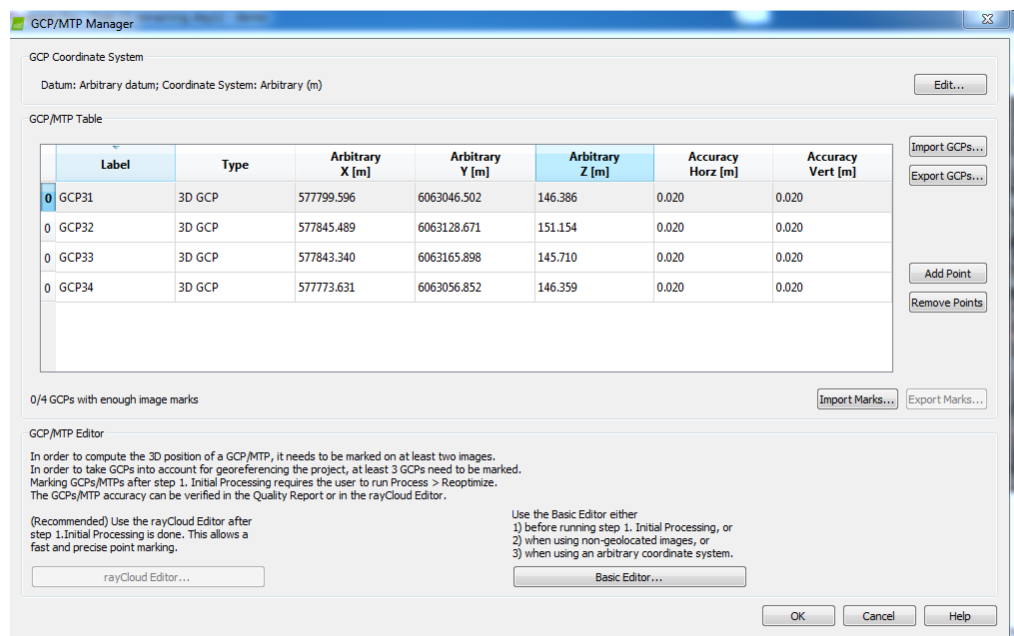 GCP/MTP Manager
GCP Coordinate System
Datum: Arbitrary datum; Coordinate System: Arbitrary (m)
Edit...
GCP/MTP Table
Label Type Arbitrary X [m] Arbitrary Y [m] Arbitrary Z [m] Accuracy Horz [m] Accuracy Vert [m]
0 GCP31 3D GCP 577799.596 6063046.502 146.386 0.020 0.020
0 GCP32 3D GCP 577845.489 6063128.671 151.154 0.020 0.020
0 GCP33 3D GCP 577843.340 6063165.898 145.710 0.020 0.020
0 GCP34 3D GCP 577773.631 6063056.852 146.359 0.020 0.020
Import GCPs...
Export GCPs...
Add Point
Remove Points
0/4 GCPs with enough image marks
Import Marks... Export Marks...
GCP/MTP Editor
In order to compute the 3D position of a GCP/MTP, it needs to be marked on at least two images.
In order to take GCPs into account for georeferencing the project, at least 3 GCPs need to be marked.
Marking GCPs/MTPs after step 1. Initial Processing requires the user to run Process > Reoptimize.
The GCPs/MTP accuracy can be verified in the Quality Report or in the rayCloud Editor.
(Recommended) Use the rayCloud Editor after
step 1.Initial Processing is done. This allows a
fast and precise point marking.
rayCloud Editor...
Use the Basic Editor either
1) before running step 1. Initial Processing, or
2) when using non-geolocated images, or
3) when using an arbitrary coordinate system.
Basic Editor...
OK Cancel Help